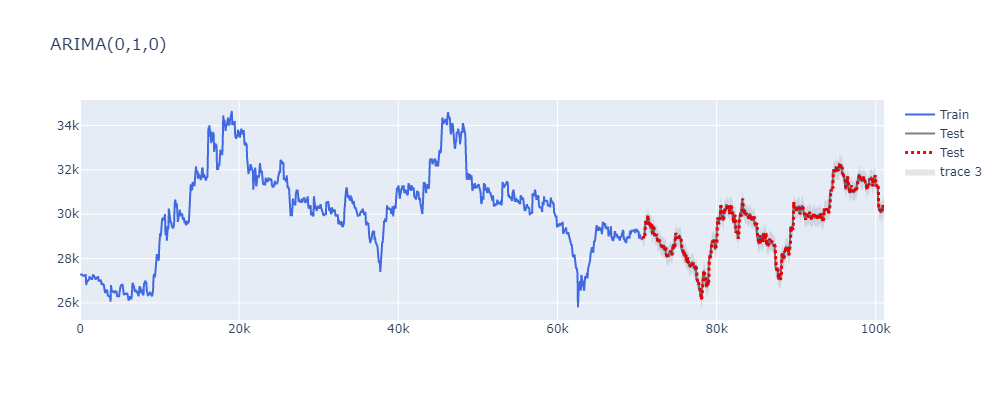 ARIMA(0,1,0)
34k
32k
30k
28k
26k
0 20k 40k 60k 80k 100k
Train
Test
Test
trace 3